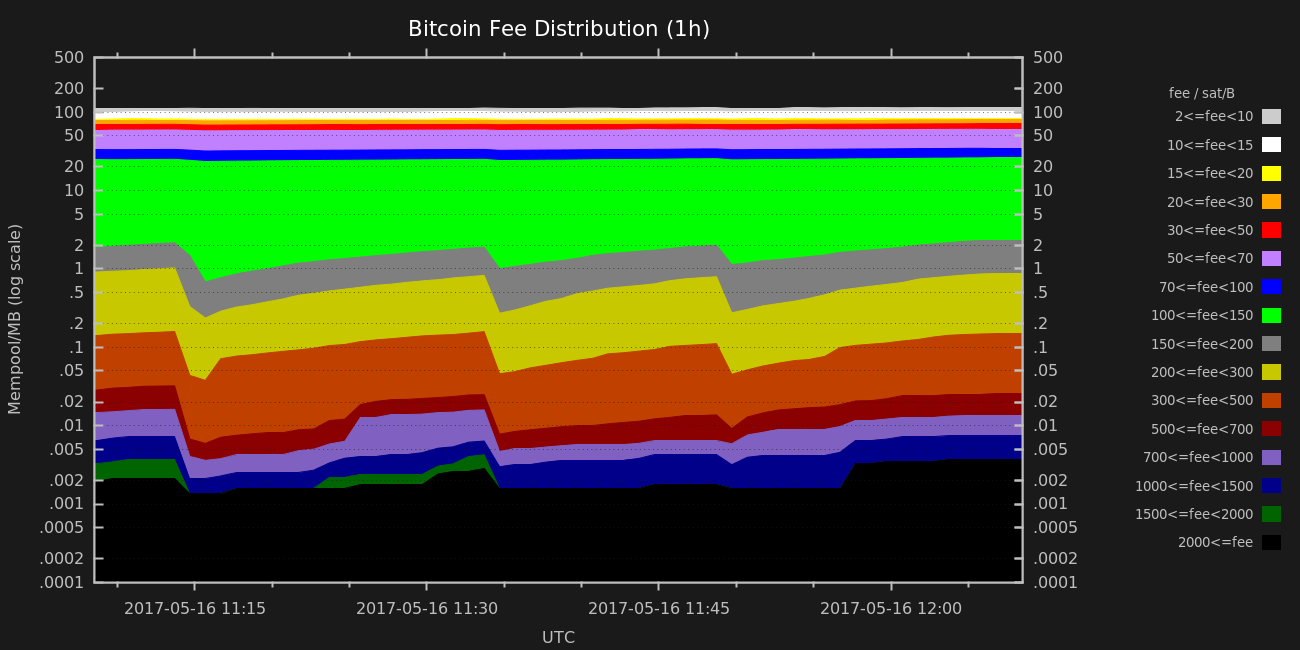 Bitcoin Fee Distribution (1h)
Mempool/MB (log scale)
500
200
100
50
20
10
5
2
1
.5
.2
.1
.05
.02
.01
.005
.002
.001
.0005
.0002
.0001
500
200
100
50
20
10
5
2
1
.5
.2
.1
.05
.02
.01
.005
.002
.001
.0005
.0002
.0001
2017-05-16 11:15
2017-05-16 11:30
2017-05-16 11:45
2017-05-16 12:00
UTC
fee / sat/B
2<=fee<10
10<=fee<15
15<=fee<20
20<=fee<30
30<=fee<50
50<=fee<70
70<=fee<100
100<=fee<150
150<=fee<200
200<=fee<300
300<=fee<500
500<=fee<700
700<=fee<1000
1000<=fee<1500
1500<=fee<2000
2000<=fee